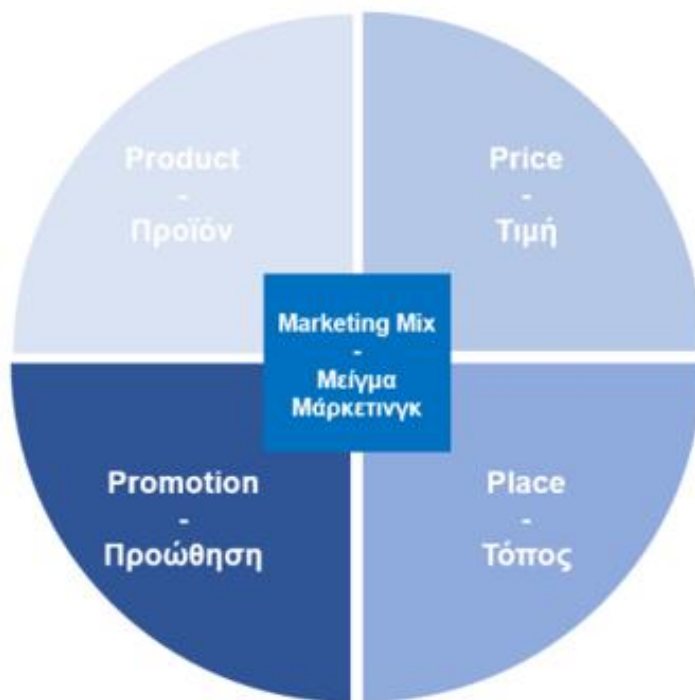 Product
-
Προϊόν
Price
-
Τιμή
Marketing Mix
-
Μείγμα
Μάρκετινγκ
Promotion
-
Προώθηση
Place
-
Τόπος